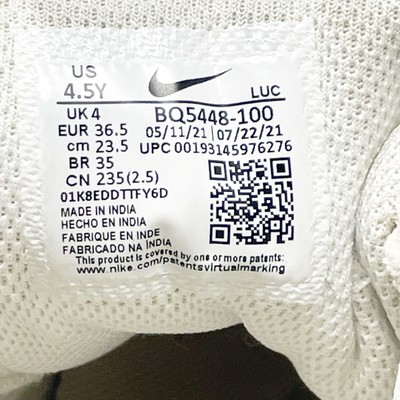 US
4.5Y
LUC
UK 4
BQ5448-100
EUR 36.5
05/11/21 07/22/21
cm 23.5
UPC 00193145976276
BR 35
CN 235(2.5)
01K8EDDTTFY6D
MADE IN INDIA
HECHO EN INDIA
FABRIQUE EN INDE
FABRICADO NA ÍNDIA
This product is covered by one or more patents:
www.nike.com/patentsvirtualmarking